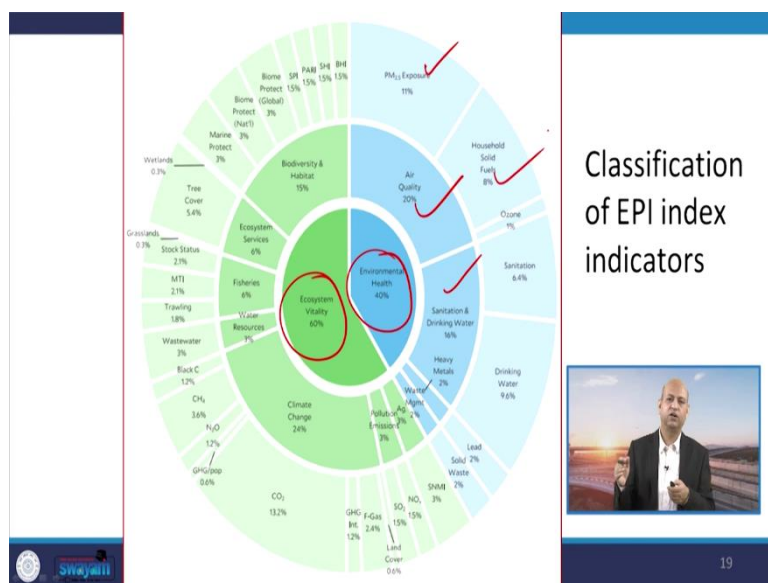 SPI
1.5%
PARI
1.5%
SHI
1.5%
BHI
1.5%
Biome
Protect
(Global)
3%
Biome
Protect
(Nat'l)
3%
Marine
Protect
3%
Wetlands
0.3%
Tree
Cover
5.4%
Grasslands
0.3%
Stock Status
2.1%
MTI
2.1%
Trawling
1.8%
Wastewater
3%
Black C
1.2%
CH4
3.6%
N2O
1.2%
GHG/pop
0.6%
CO2
13.2%
GHG
Int.
1.2%
F-Gas
2.4%
Land
Cover
0.6%
SO2
1.5%
NOx
1.5%
SNMI
3%
Solid
Waste
2%
Lead
2%
Drinking
Water
9.6%
Sanitation
6.4%
Ozone
1%
Household
Solid
Fuels
8%
PM2.5 Exposure
11%
Biodiversity &
Habitat
15%
Ecosystem
Services
6%
Fisheries
6%
Water
Resources
3%
Climate
Change
24%
Pollution
Emissions
3%
Ag.
3%
Waste
Mgmt
2%
Heavy
Metals
2%
Sanitation &
Drinking Water
16%
Air
Quality
20%
Ecosystem
Vitality
60%
Environmental
Health
40%
Classification
of EPI index
indicators
swayam
19